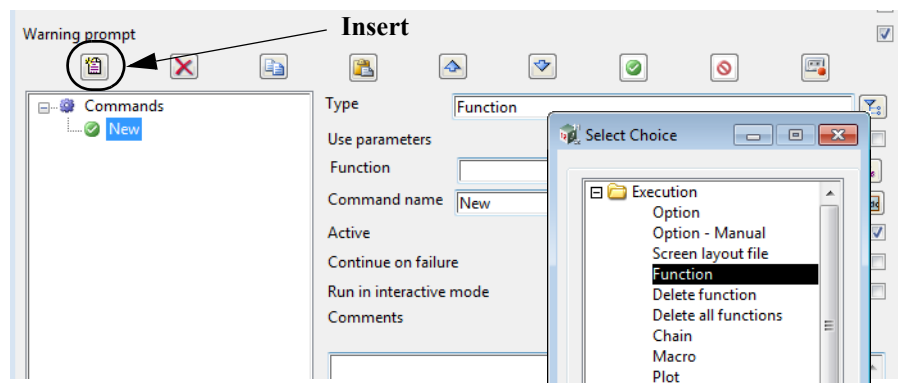 Insert
Warning prompt
Commands
New
Type
Function
Use parameters
Function
Command name
New
Active
Continue on failure
Run in interactive mode
Comments
Select Choice
Execution
Option
Option - Manual
Screen layout file
Function
Delete function
Delete all functions
Chain
Macro
Plot